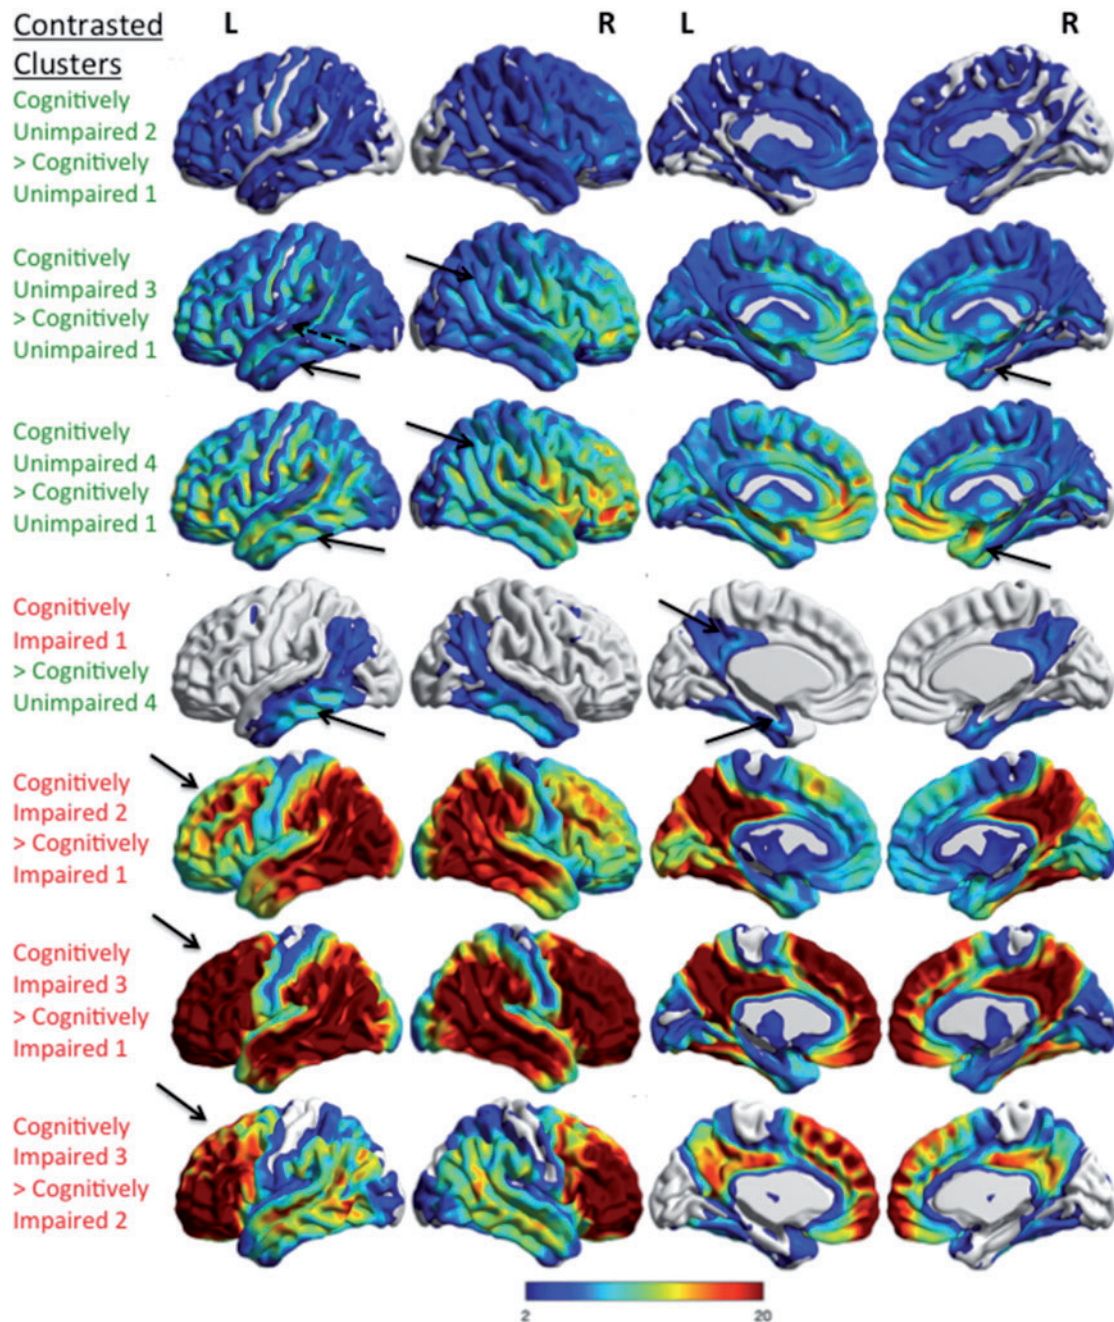 Contrasted
Clusters
L
R
L
R
Cognitively
Unimpaired 2
> Cognitively
Unimpaired 1
Cognitively
Unimpaired 3
> Cognitively
Unimpaired 1
Cognitively
Unimpaired 4
> Cognitively
Unimpaired 1
Cognitively
Impaired 1
> Cognitively
Unimpaired 4
Cognitively
Impaired 2
> Cognitively
Impaired 1
Cognitively
Impaired 3
> Cognitively
Impaired 1
Cognitively
Impaired 3
> Cognitively
Impaired 2
2
20